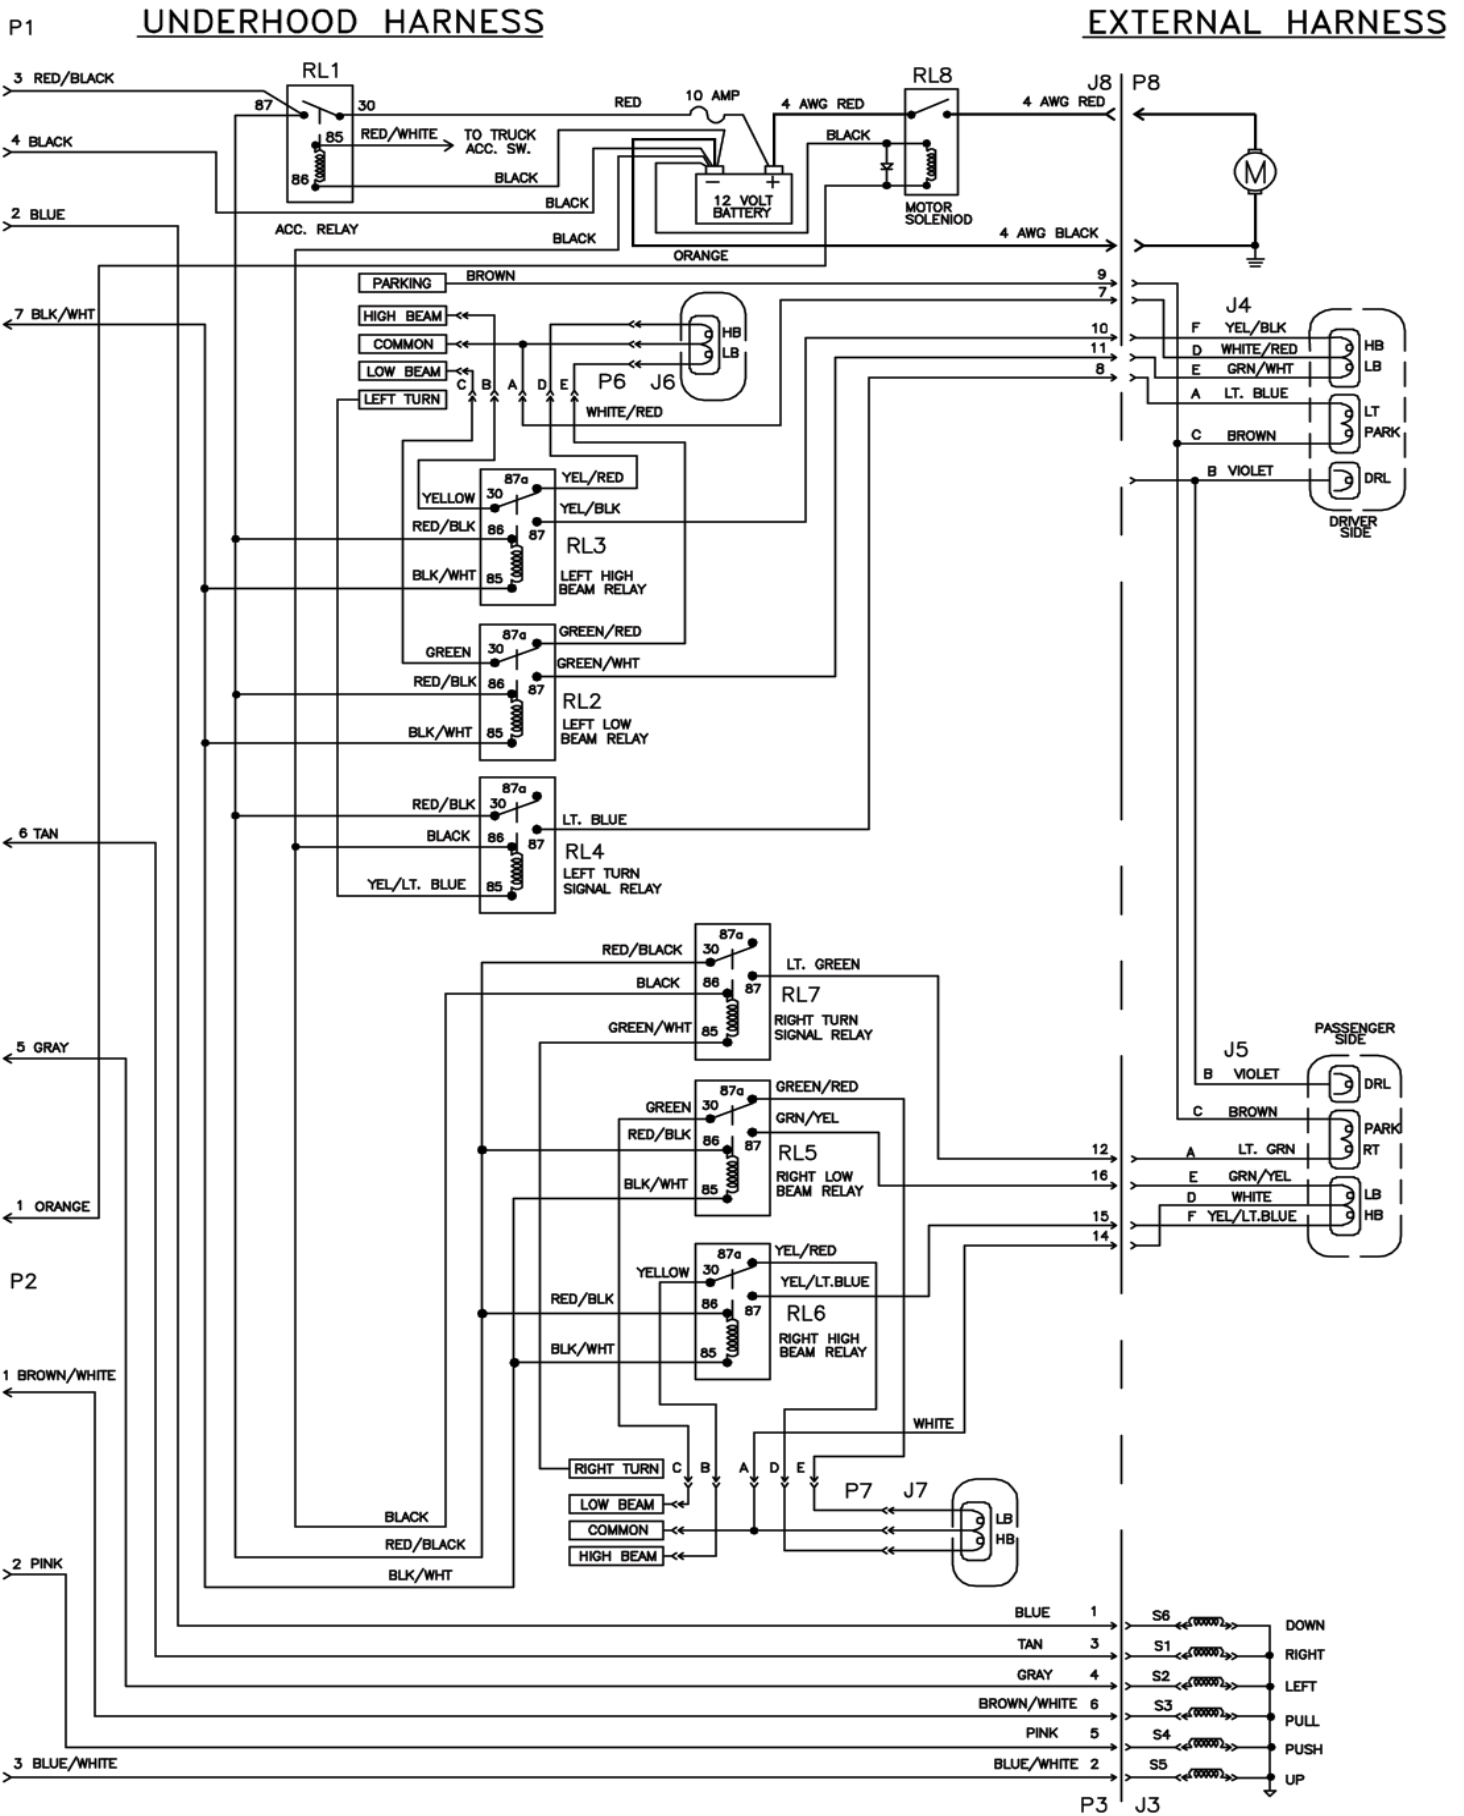 P1
UNDERHOOD HARNESS
EXTERNAL HARNESS
3 RED/BLACK
RL1
87
30
RED
10 AMP
4 AWG RED
RL8
4 AWG RED
J8
P8
85
RED/WHITE
TO TRUCK
ACC. SW.
BLACK
4 BLACK
86
BLACK
BLACK
- +
12 VOLT
BATTERY
M
MOTOR
SOLENIOD
2 BLUE
ACC. RELAY
BLACK
4 AWG BLACK
ORANGE
PARKING
BROWN
9
7
7 BLK/WHT
HIGH BEAM
COMMON
LOW BEAM
LEFT TURN
C
B
A
D
E
P6
J6
HB
LB
WHITE/RED
10
11
8
J4
F YEL/BLK
D WHITE/RED
E GRN/WHT
A LT. BLUE
C BROWN
B VIOLET
HB
LB
LT
PARK
DRL
DRIVER
SIDE
87a
YEL/RED
YELLOW
30
YEL/BLK
RED/BLK
86
87
RL3
BLK/WHT
85
LEFT HIGH
BEAM RELAY
87a
GREEN/RED
GREEN
30
GREEN/WHT
RED/BLK
86
87
RL2
BLK/WHT
85
LEFT LOW
BEAM RELAY
87a
RED/BLK
30
LT. BLUE
BLACK
86
87
RL4
YEL/LT. BLUE
85
LEFT TURN
SIGNAL RELAY
6 TAN
87a
RED/BLACK
30
LT. GREEN
BLACK
86
87
RL7
GREEN/WHT
85
RIGHT TURN
SIGNAL RELAY
5 GRAY
87a
GREEN/RED
GREEN
30
GRN/YEL
RED/BLK
86
87
RL5
BLK/WHT
85
RIGHT LOW
BEAM RELAY
PASSENGER
SIDE
J5
B VIOLET
DRL
C BROWN
PARK
12
A LT. GRN
RT
16
E GRN/YEL
LB
D WHITE
15
F YEL/LT.BLUE
HB
14
1 ORANGE
P2
87a
YEL/RED
YELLOW
30
YEL/LT.BLUE
RED/BLK
86
87
RL6
BLK/WHT
85
RIGHT HIGH
BEAM RELAY
1 BROWN/WHITE
WHITE
RIGHT TURN
C
B
A
D
E
LOW BEAM
COMMON
HIGH BEAM
P7
J7
LB
HB
BLACK
RED/BLACK
BLK/WHT
2 PINK
BLUE 1
S6
DOWN
TAN 3
S1
RIGHT
GRAY 4
S2
LEFT
BROWN/WHITE 6
S3
PULL
PINK 5
S4
PUSH
3 BLUE/WHITE
BLUE/WHITE 2
S5
UP
P3
J3